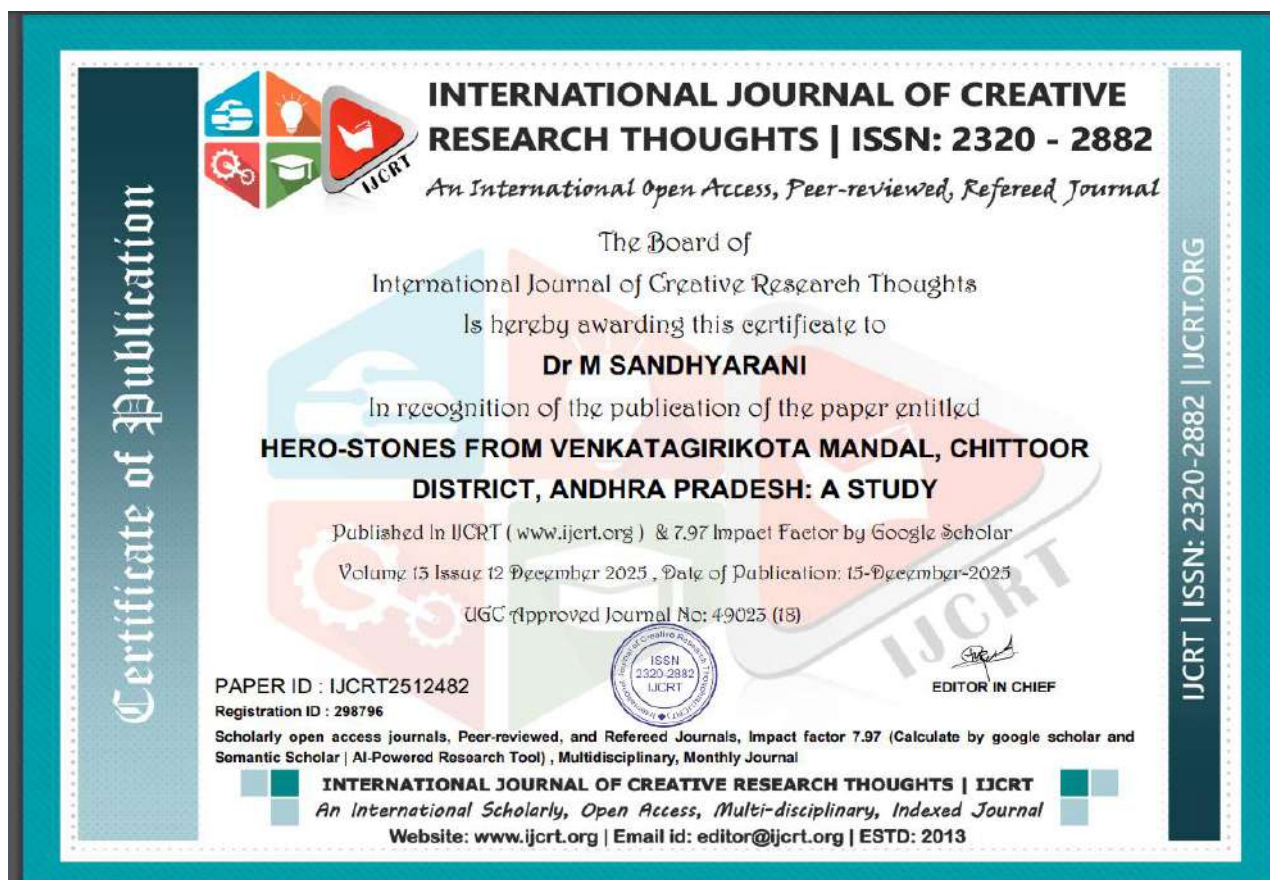 Certificate of Publication
IJCRT
INTERNATIONAL JOURNAL OF CREATIVE
RESEARCH THOUGHTS | ISSN: 2320 - 2882
An International Open Access, Peer-reviewed, Refereed Journal
The Board of
International Journal of Creative Research Thoughts
Is hereby awarding this certificate to
Dr M SANDHYARANI
In recognition of the publication of the paper entitled
HERO-STONES FROM VENKATAGIRIKOTA MANDAL, CHITTOOR
DISTRICT, ANDHRA PRADESH: A STUDY
Published In IJCRT ( www.ijcrt.org ) & 7.97 Impact Factor by Google Scholar
Volume 13 Issue 12 December 2025 , Date of Publication: 15-December-2025
UGC Approved Journal No: 49023 (18)
IJCRT
ISSN
2320-2882
IJCRT
PAPER ID : IJCRT2512482
Registration ID : 298796
EDITOR IN CHIEF
Scholarly open access journals, Peer-reviewed, and Refereed Journals, Impact factor 7.97 (Calculate by google scholar and
Semantic Scholar | AI-Powered Research Tool) , Multidisciplinary, Monthly Journal
INTERNATIONAL JOURNAL OF CREATIVE RESEARCH THOUGHTS | IJCRT
An International Scholarly, Open Access, Multi-disciplinary, Indexed Journal
Website: www.ijcrt.org | Email id: editor@ijcrt.org | ESTD: 2013
IJCRT | ISSN: 2320-2882 | IJCRT.ORG